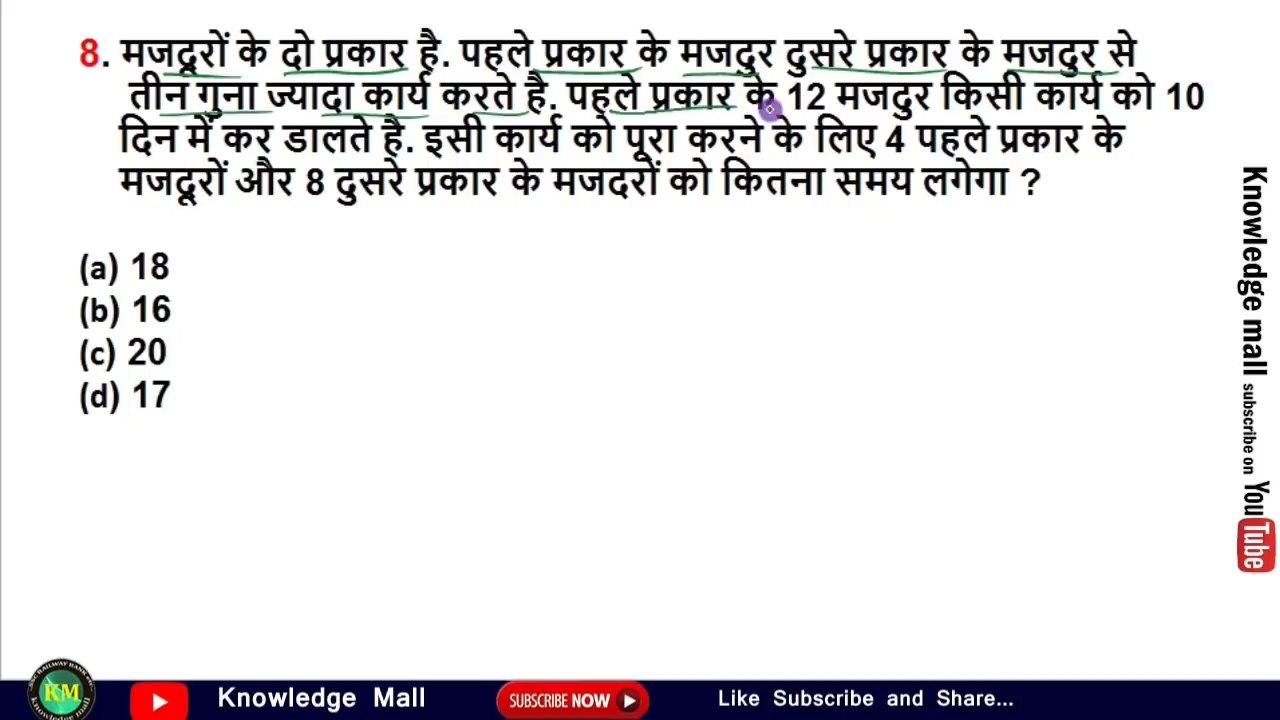 8. मजदूरों के दो प्रकार है. पहले प्रकार के मजदुर दुसरे प्रकार के मजदुर से
तीन गुना ज्यादा कार्य करते है. पहले प्रकार के 12 मजदुर किसी कार्य को 10
दिन में कर डालते है. इसी कार्य को पूरा करने के लिए 4 पहले प्रकार के
मजदूरों और 8 दुसरे प्रकार के मजदरों को कितना समय लगेगा ?
(a) 18
(b) 16
(c) 20
(d) 17
Knowledge mall subscribe on YouTube
KM
Knowledge mall
Knowledge Mall
SUBSCRIBE NOW
Like Subscribe and Share...